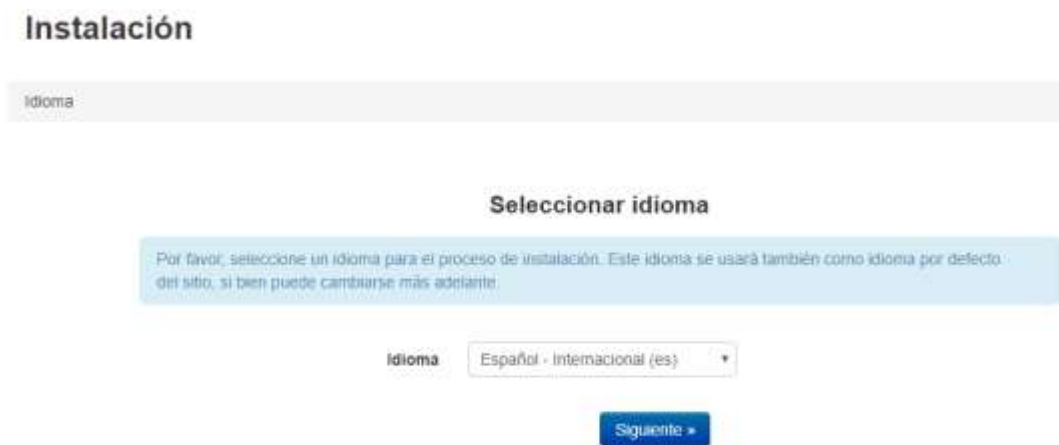 Instalación
Idioma
Seleccionar idioma
Por favor, seleccione un idioma para el proceso de instalación. Este idioma se usará también como idioma por defecto
del sitio, si bien puede cambiarse más adelante.
Idioma Español - Internacional (es)
Siguiente »